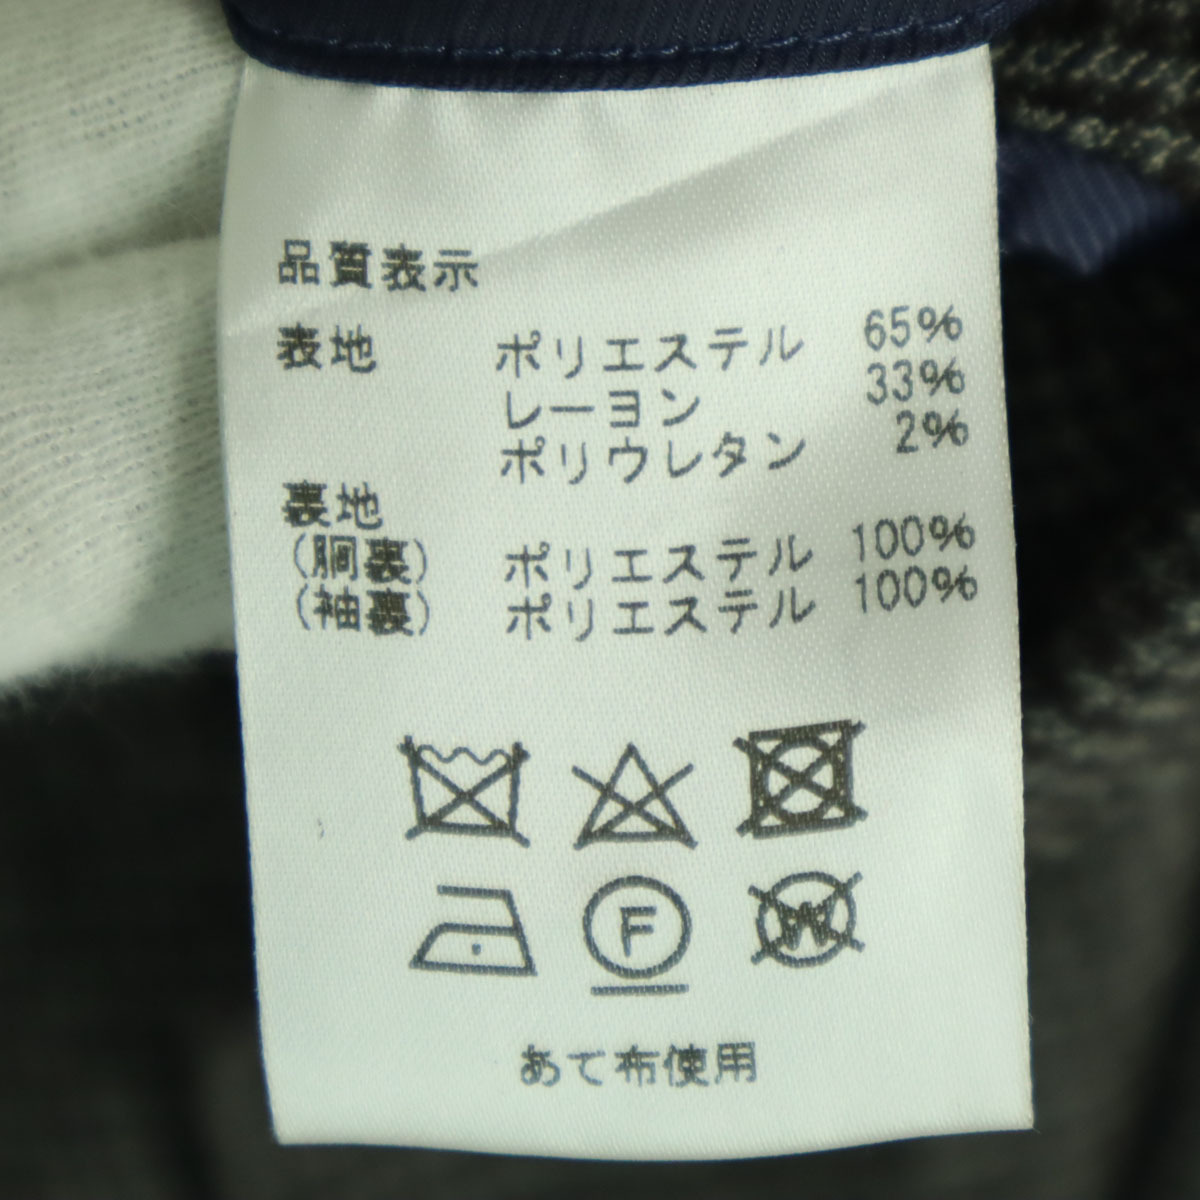 品質表示
表地 ポリエステル 65%
レーヨン 33%
ポリウレタン 2%
裏地
(胴裏) ポリエステル 100%
(袖裏) ポリエステル 100%
F W
あて布使用